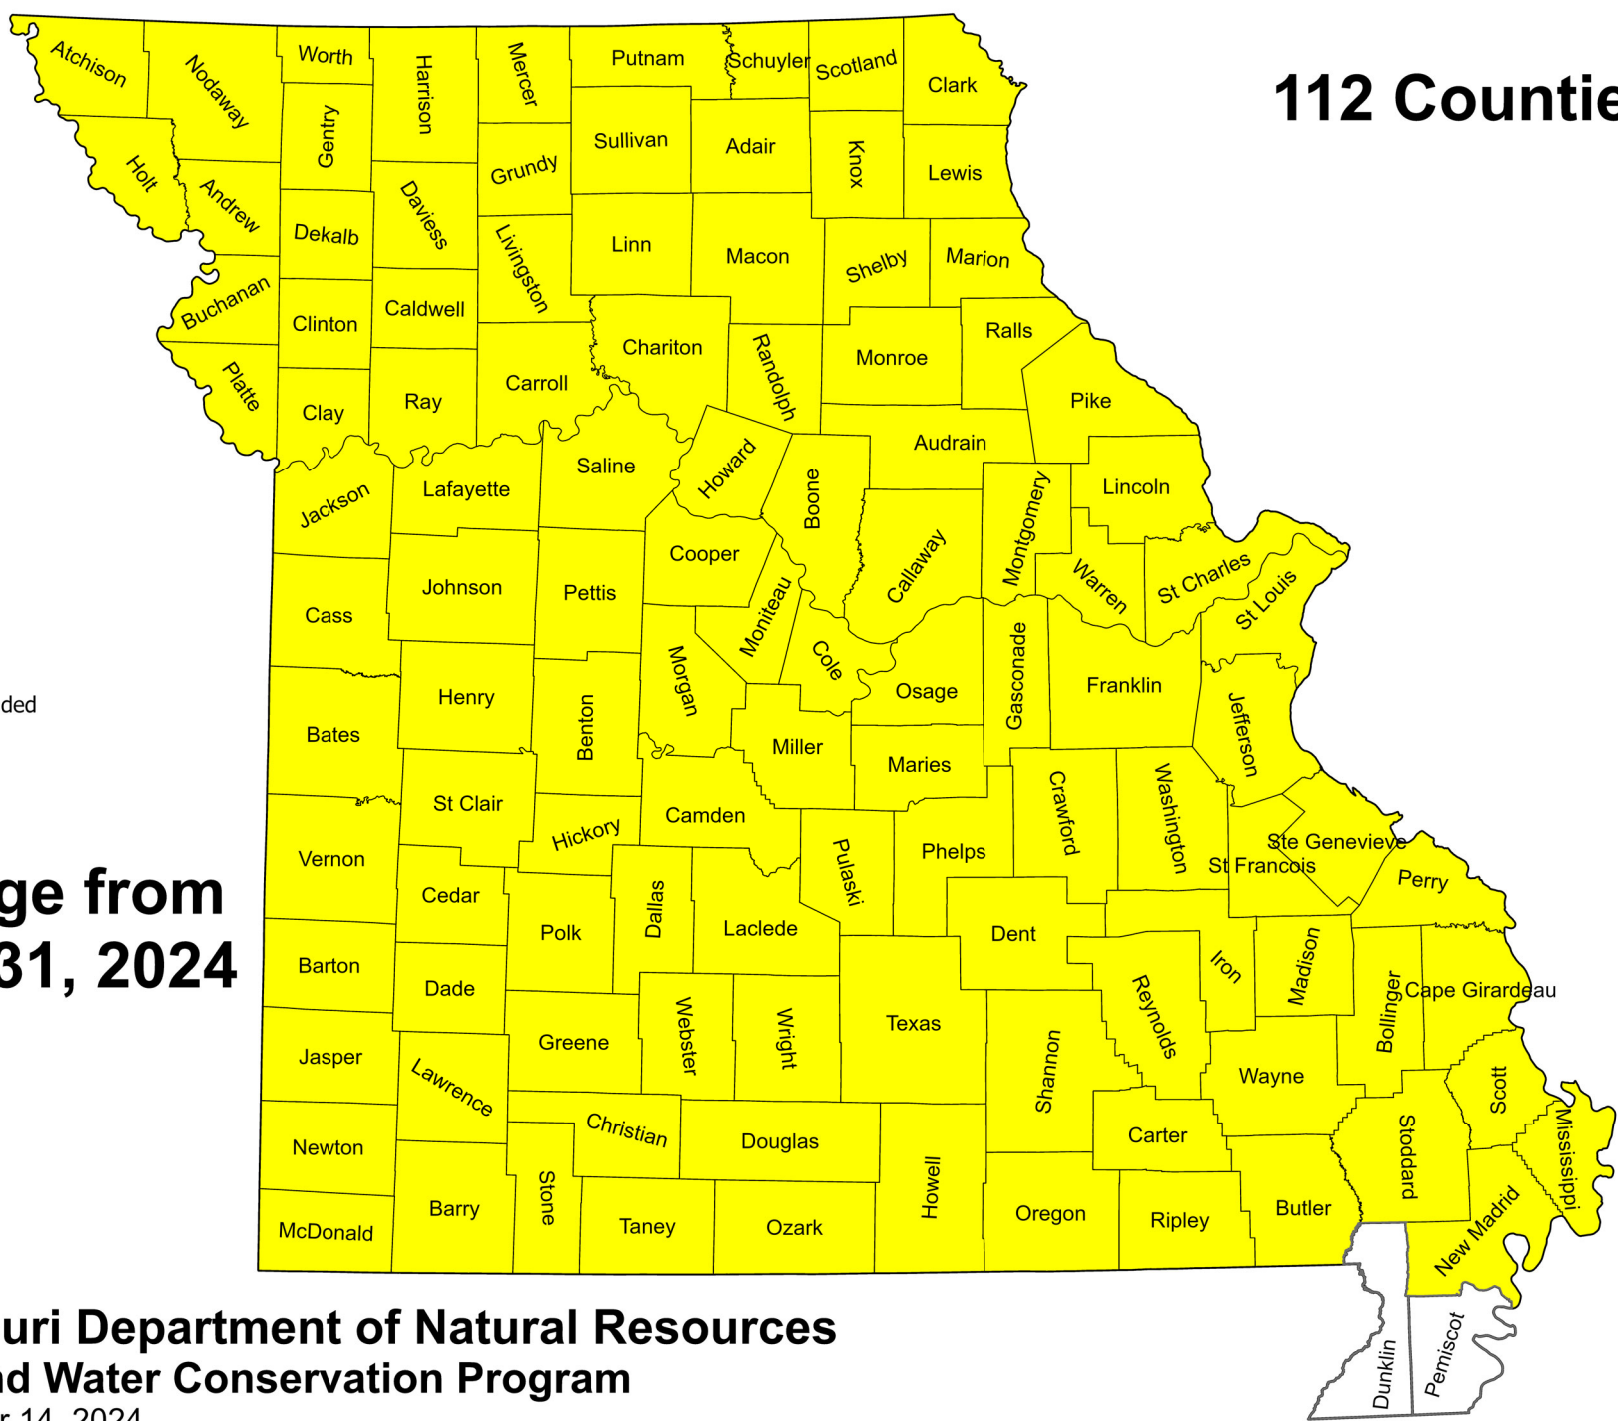 112 Countie
Atchison
Nodaway
Worth
Harrison
Mercer
Putnam
Schuyler
Scotland
Clark
Gentry
Sullivan
Adair
Knox
Lewis
Holt
Andrew
Grundy
Daviess
Dekalb
Livingston
Linn
Macon
Shelby
Marion
Buchanan
Clinton
Caldwell
Chariton
Randolph
Monroe
Ralls
Platte
Clay
Ray
Carroll
Pike
Audrain
Saline
Howard
Boone
Lincoln
Jackson
Lafayette
Montgomery
Cooper
Callaway
Johnson
Pettis
Moniteau
Warren
St Charles
St Louis
Cass
Cole
Morgan
Osage
Gasconade
Franklin
ded
Henry
Bates
Benton
Miller
Maries
Jefferson
St Clair
Hickory
Camden
Crawford
Washington
Vernon
Pulaski
Phelps
St Francois
Ste Genevieve
Perry
ge from
31, 2024
Cedar
Polk
Dallas
Laclede
Dent
Barton
Dade
Iron
Madison
Bollinger
Cape Girardeau
Reynolds
Greene
Webster
Wright
Texas
Jasper
Lawrence
Shannon
Wayne
Scott
Newton
Christian
Douglas
Carter
Stoddard
Mississippi
Barry
Stone
Howell
McDonald
Taney
Ozark
Oregon
Ripley
Butler
New Madrid
Dunklin
Pemiscot
uri Department of Natural Resources
nd Water Conservation Program
r 14, 2024